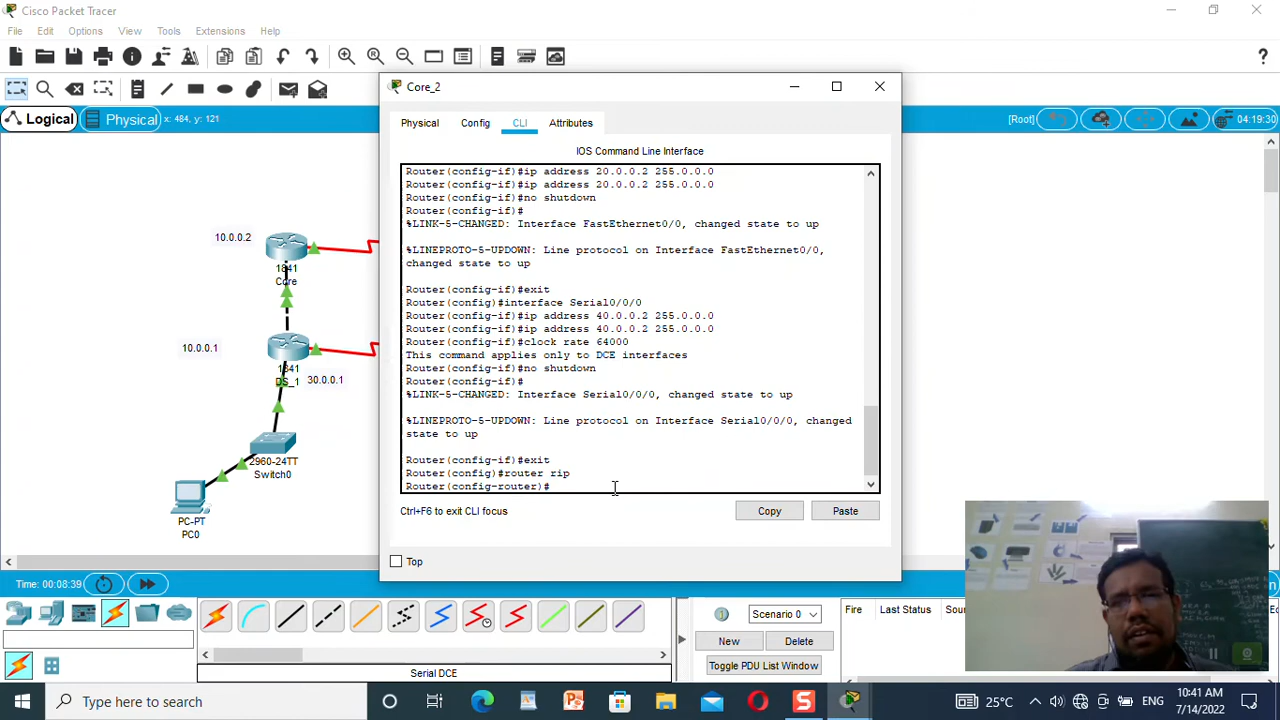 Cisco Packet Tracer
File Edit Options View Tools Extensions Help
Logical
Physical x: 484, y: 121
[Root]
04:19:30
10.0.0.2
1841
Core
10.0.0.1
1841
DS_1
30.0.0.1
2960-24TT
Switch0
PC-PT
PC0
Core_2
Physical Config CLI Attributes
IOS Command Line Interface
Router(config-if)#ip address 20.0.0.2 255.0.0.0
Router(config-if)#ip address 20.0.0.2 255.0.0.0
Router(config-if)#no shutdown
Router(config-if)#
%LINK-5-CHANGED: Interface FastEthernet0/0, changed state to up
%LINEPROTO-5-UPDOWN: Line protocol on Interface FastEthernet0/0,
changed state to up
Router(config-if)#exit
Router(config)#interface Serial0/0/0
Router(config-if)#ip address 40.0.0.2 255.0.0.0
Router(config-if)#ip address 40.0.0.2 255.0.0.0
Router(config-if)#clock rate 64000
This command applies only to DCE interfaces
Router(config-if)#no shutdown
Router(config-if)#
%LINK-5-CHANGED: Interface Serial0/0/0, changed state to up
%LINEPROTO-5-UPDOWN: Line protocol on Interface Serial0/0/0, changed
state to up
Router(config-if)#exit
Router(config)#router rip
Router(config-router)#
Ctrl+F6 to exit CLI focus
Copy
Paste
Top
Time: 00:08:39
Scenario 0
New
Delete
Toggle PDU List Window
Fire Last Status
Serial DCE
Type here to search
25°C
10:41 AM
7/14/2022